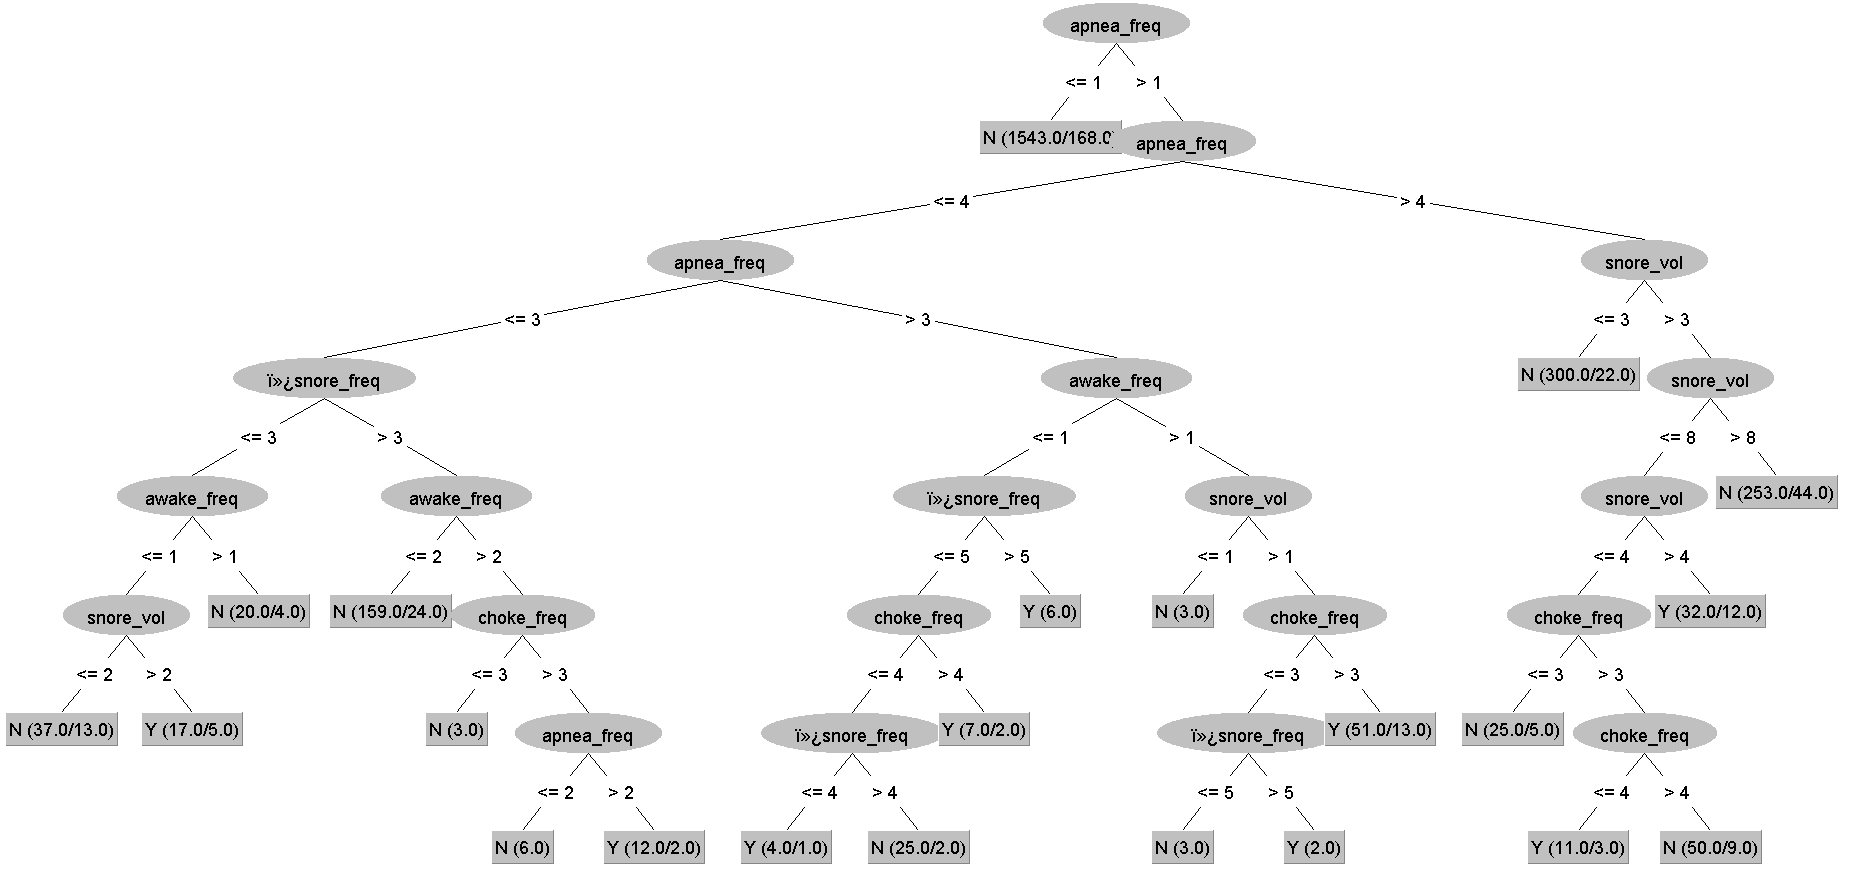 apnea_freq
<= 1 > 1
N (1543.0/168.0) apnea_freq
<= 4 > 4
apnea_freq snore_vol
<= 3 > 3 <= 3 > 3
ï»¿snore_freq awake_freq N (300.0/22.0) snore_vol
<= 3 > 3 <= 1 > 1 <= 8 > 8
awake_freq awake_freq ï»¿snore_freq snore_vol snore_vol N (253.0/44.0)
<= 1 > 1 <= 2 > 2 <= 5 > 5 <= 1 > 1 <= 4 > 4
snore_vol N (20.0/4.0) N (159.0/24.0) choke_freq choke_freq Y (6.0) N (3.0) choke_freq choke_freq Y (32.0/12.0)
<= 2 > 2 <= 3 > 3 <= 4 > 4 <= 3 > 3 <= 3 > 3
N (37.0/13.0) Y (17.0/5.0) N (3.0) apnea_freq ï»¿snore_freq Y (7.0/2.0) ï»¿snore_freq Y (51.0/13.0) N (25.0/5.0) choke_freq
<= 2 > 2 <= 4 > 4 <= 5 > 5 <= 4 > 4
N (6.0) Y (12.0/2.0) Y (4.0/1.0) N (25.0/2.0) N (3.0) Y (2.0) Y (11.0/3.0) N (50.0/9.0)